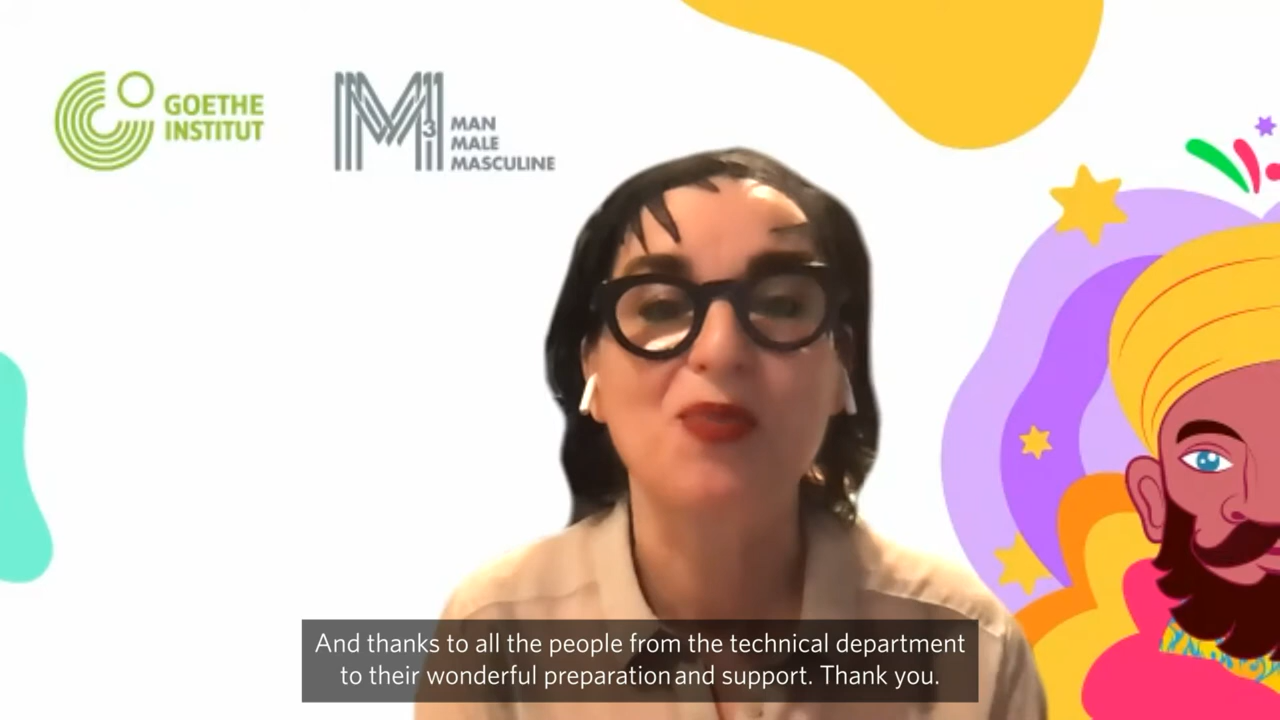 GOETHE
INSTITUT
M3
MAN
MALE
MASCULINE
And thanks to all the people from the technical department
to their wonderful preparation and support. Thank you.